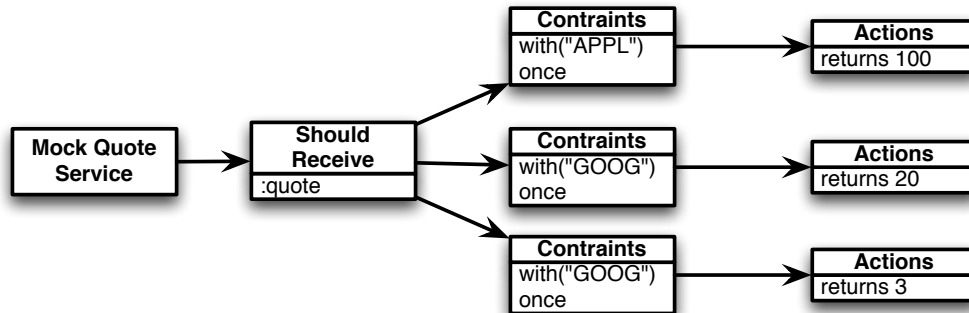 Mock Quote
Service
Should
Receive
:quote
Contraints
with("APPL")
once
Actions
returns 100
Contraints
with("GOOG")
once
Actions
returns 20
Contraints
with("GOOG")
once
Actions
returns 3